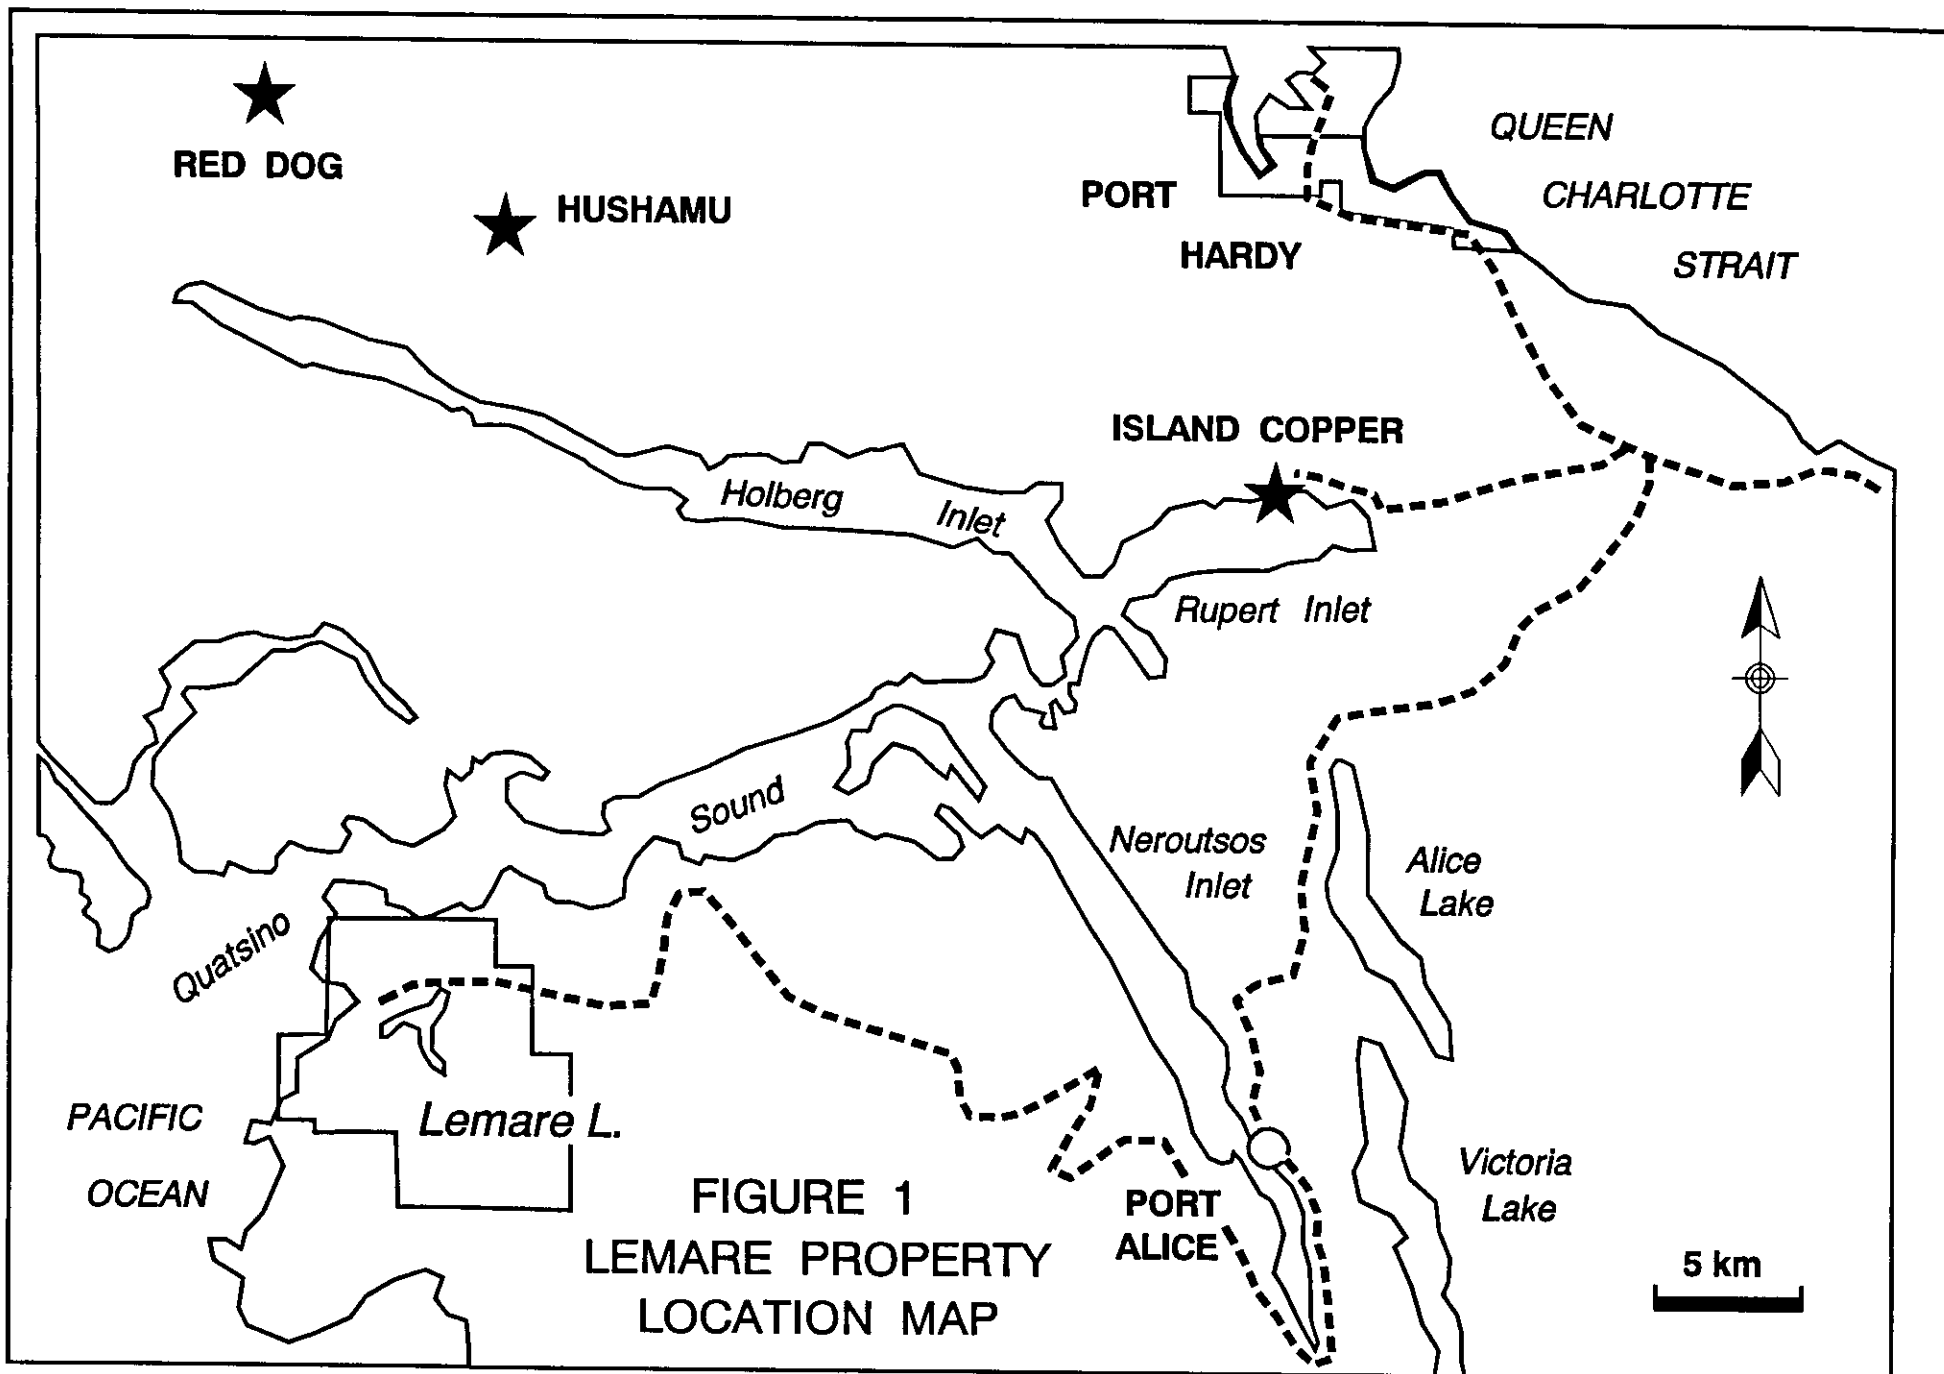 RED DOG
HUSHAMU
PORT
HARDY
QUEEN
CHARLOTTE
STRAIT
ISLAND COPPER
Holberg Inlet
Rupert Inlet
Sound
Quatsino
Neroutsos
Inlet
Alice
Lake
PACIFIC
OCEAN
Lemare L.
Victoria
Lake
PORT
ALICE
FIGURE 1
LEMARE PROPERTY
LOCATION MAP
5 km